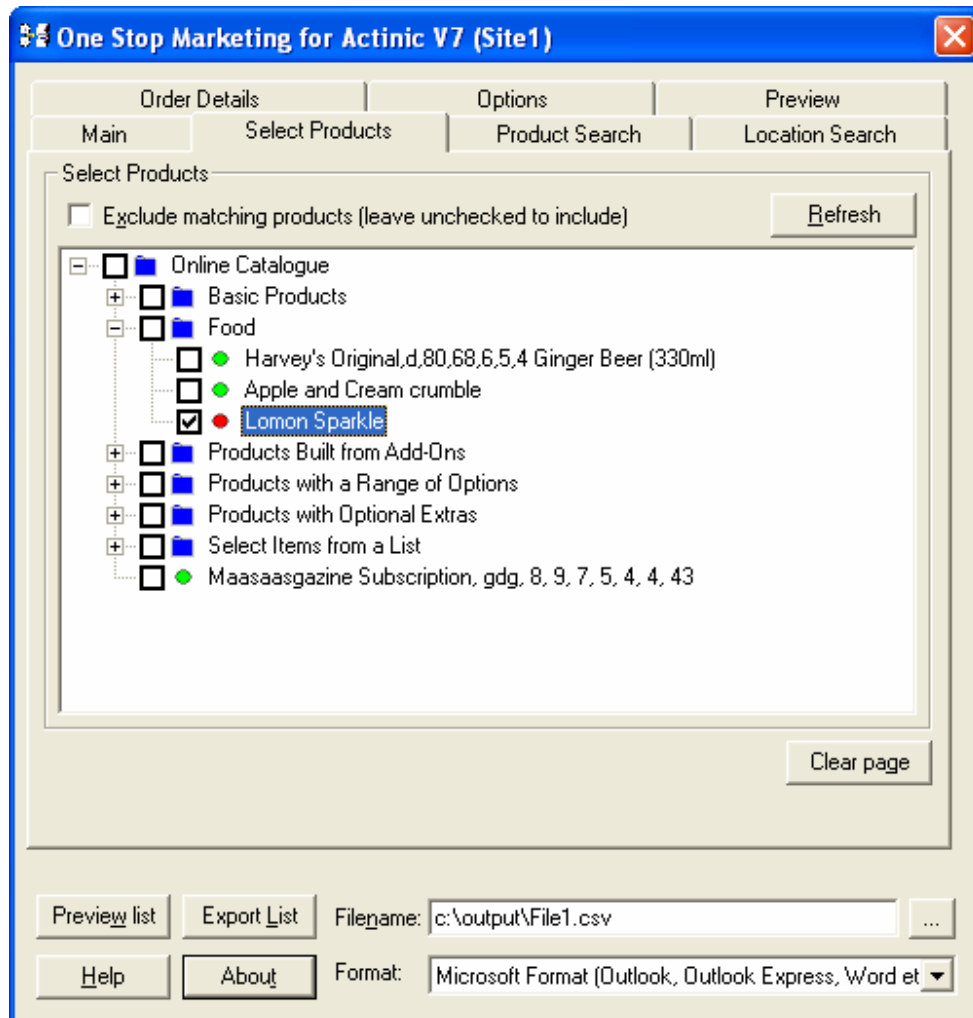 One Stop Marketing for Actinic V7 (Site1)
Order Details Options Preview
Main Select Products Product Search Location Search
Select Products
Exclude matching products (leave unchecked to include) Refresh
Online Catalogue
Basic Products
Food
Harvey's Original,d,80,68,6,5,4 Ginger Beer (330ml)
Apple and Cream crumble
Lomon Sparkle
Products Built from Add-Ons
Products with a Range of Options
Products with Optional Extras
Select Items from a List
Maasaasgazine Subscription, gdg, 8, 9, 7, 5, 4, 4, 43
Clear page
Preview list Export List Filename: c:\output\File1.csv ...
Help About Format: Microsoft Format (Outlook, Outlook Express, Word et